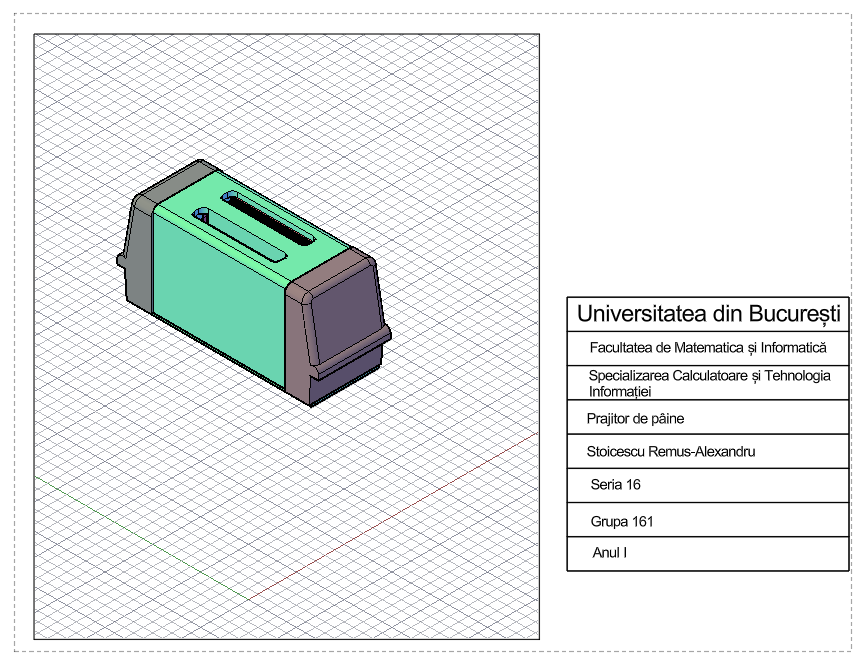 Universitatea din București
Facultatea de Matematica și Informatică
Specializarea Calculatoare și Tehnologia
Informației
Prajitor de pâine
Stoicescu Remus-Alexandru
Seria 16
Grupa 161
Anul I